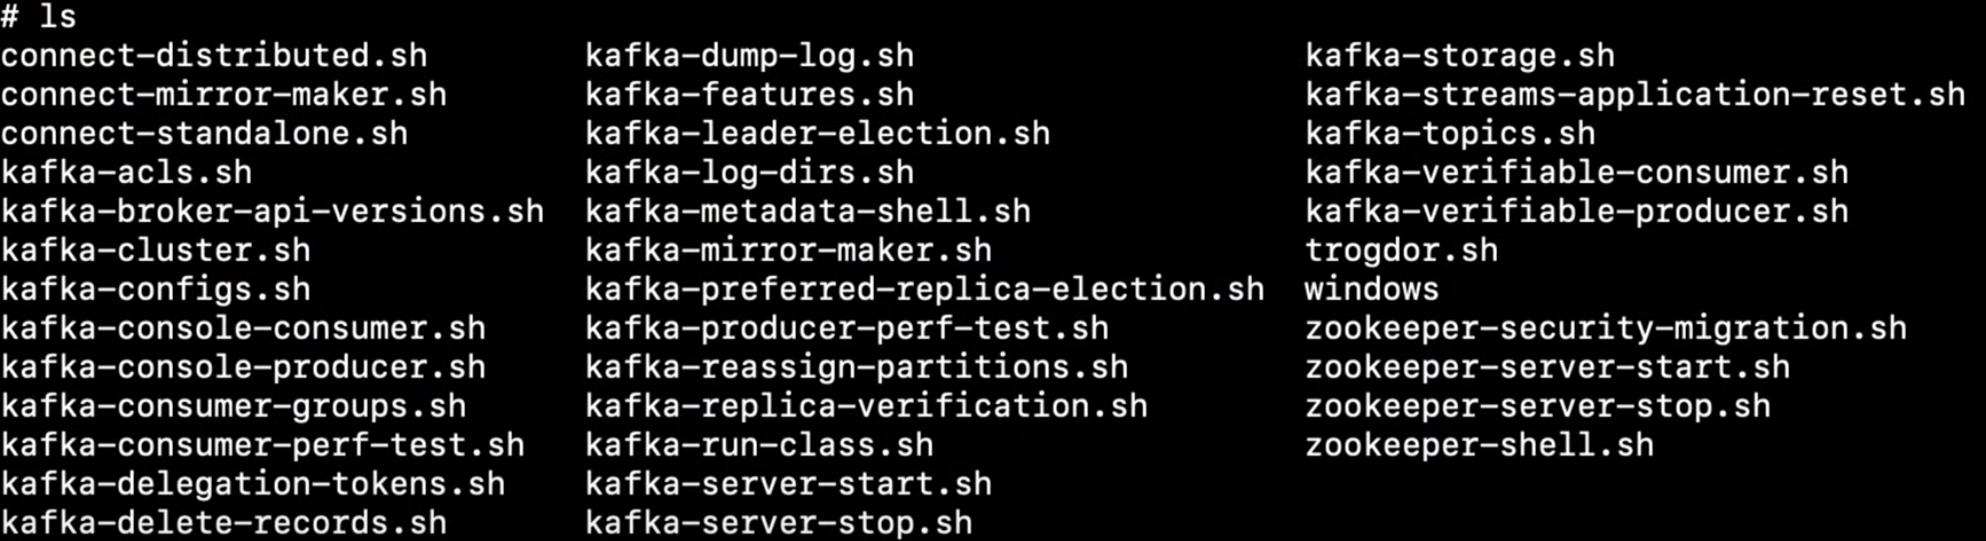 # ls
connect-distributed.sh kafka-dump-log.sh kafka-storage.sh
connect-mirror-maker.sh kafka-features.sh kafka-streams-application-reset.sh
connect-standalone.sh kafka-leader-election.sh kafka-topics.sh
kafka-acls.sh kafka-log-dirs.sh kafka-verifiable-consumer.sh
kafka-broker-api-versions.sh kafka-metadata-shell.sh kafka-verifiable-producer.sh
kafka-cluster.sh kafka-mirror-maker.sh trogdor.sh
kafka-configs.sh kafka-preferred-replica-election.sh windows
kafka-console-consumer.sh kafka-producer-perf-test.sh zookeeper-security-migration.sh
kafka-console-producer.sh kafka-reassign-partitions.sh zookeeper-server-start.sh
kafka-consumer-groups.sh kafka-replica-verification.sh zookeeper-server-stop.sh
kafka-consumer-perf-test.sh kafka-run-class.sh zookeeper-shell.sh
kafka-delegation-tokens.sh kafka-server-start.sh
kafka-delete-records.sh kafka-server-stop.sh